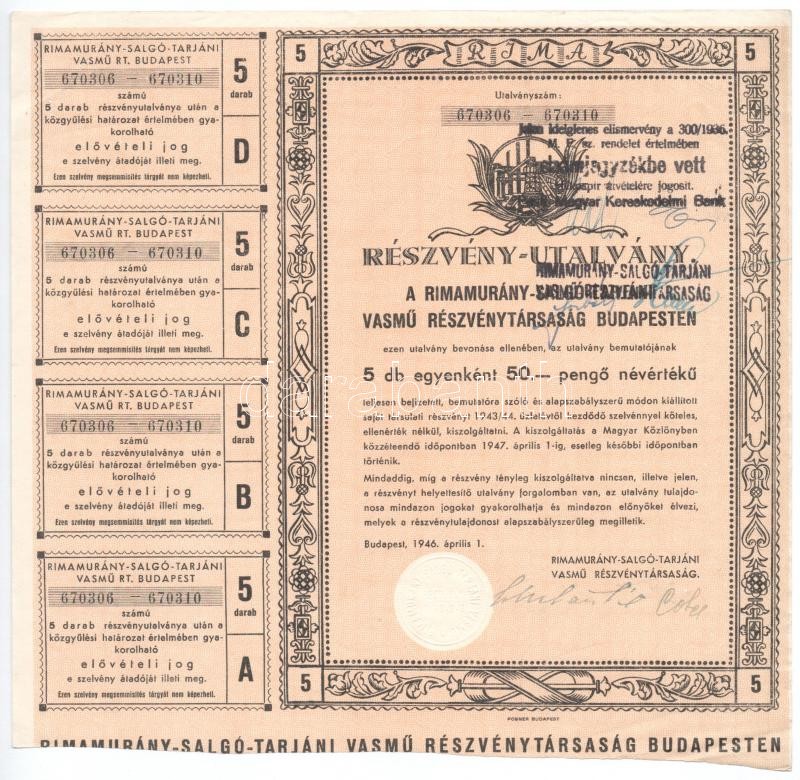 RIMAMURÁNY-SALGÓ-TARJÁNI
VASMŰ RT. BUDAPEST
670306 — 670310
számú
5 darab részvényutalvány után a
közgyűlési határozat értelmében gya-
korolható
elővételi jog
e szelvény átadóját illeti meg.
Ezen szelvény megsemmisítés tárgyát nem képezheti.
5
darab
D
RIMAMURÁNY-SALGÓ-TARJÁNI
VASMŰ RT. BUDAPEST
670306 — 670310
számú
5 darab részvényutalványa után a
közgyűlési határozat értelmében gya-
korolható
elővételi jog
e szelvény átadóját illeti meg.
Ezen szelvény megsemmisítés tárgyát nem képezheti.
5
darab
C
RIMAMURÁNY-SALGÓ-TARJÁNI
VASMŰ RT. BUDAPEST
670306 — 670310
számú
5 darab részvényutalványa után a
közgyűlési határozat értelmében gya-
korolható
elővételi jog
e szelvény átadóját illeti meg.
Ezen szelvény megsemmisítés tárgyát nem képezheti.
5
darab
B
RIMAMURÁNY-SALGÓ-TARJÁNI
VASMŰ RT. BUDAPEST
670306 — 670310
számú
5 darab részvényutalványa után a
közgyűlési határozat értelmében gya-
korolható
elővételi jog
e szelvény átadóját illeti meg.
Ezen szelvény megsemmisítés tárgyát nem képezheti.
5
darab
A
5 RIMA 5
Utalványszám:
670306 — 670310
ideiglenes elismervény a 300/1936.
M. E. sz. rendelet értelmében
vett
átvételére jogosít.
Magyar Kereskedelmi Bank
RÉSZVÉNY-UTALVÁNY.
RIMAMURÁNY-SALGÓ-TARJÁNI
A RIMAMURÁNY-SALGÓ-TARJÁNI
VASMŰ RÉSZVÉNYTÁRSASÁG BUDAPESTEN
ezen utalvány bevonása ellenében, az utalvány bemutatójának
5 db egyenként 50.— pengő névértékű
teljesen befizetett, bemutatóra szóló és alapszabályszerű módon kiállított
saját társulati részvényt 1943/44. üzletévtől kezdődő szelvénnyel köteles,
ellenérték nélkül, kiszolgáltatni. A kiszolgáltatás a Magyar Közlönyben
közzéteendő időpontban 1947. április 1-ig, esetleg későbbi időpontban
történik.
Mindaddig, míg a részvény tényleg kiszolgáltatva nincsen, illetve jelen,
a részvényt helyettesítő utalvány forgalomban van, az utalvány tulajdo-
nosa mindazon jogokat gyakorolhatja és mindazon előnyöket élvezi,
melyek a részvénytulajdonost alapszabályszerűleg megilletik.
Budapest, 1946. április 1.
RIMAMURÁNY-SALGÓ-TARJÁNI
VASMŰ RÉSZVÉNYTÁRSASÁG.
5 5
POSNER BUDAPEST
RIMAMURÁNY-SALGÓ-TARJÁNI VASMŰ RÉSZVÉNYTÁRSASÁG BUDAPESTEN